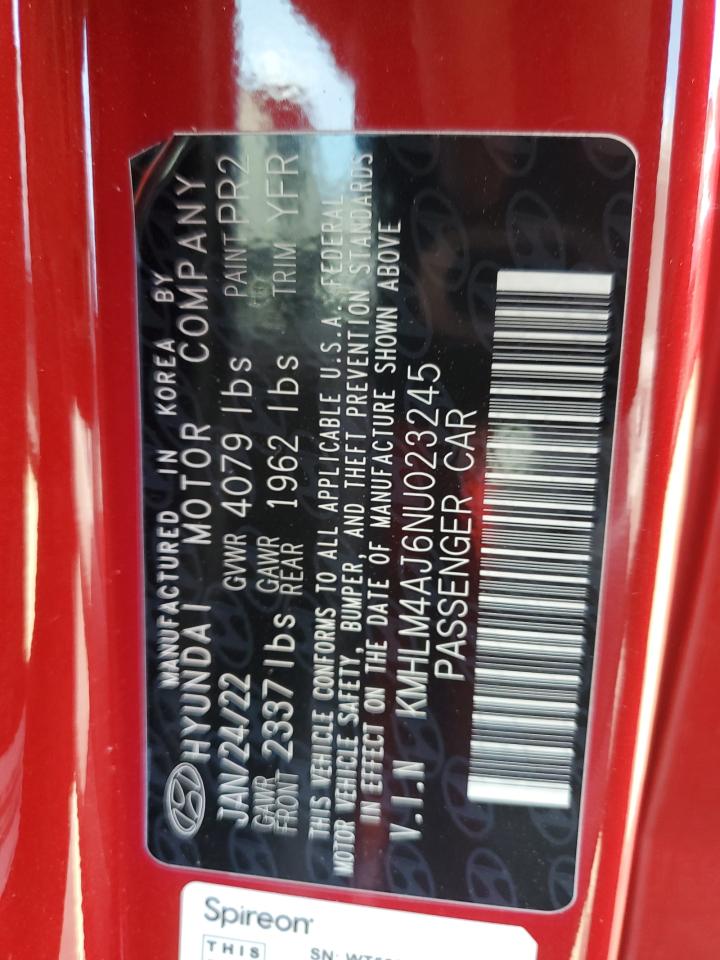 MANUFACTURED IN KOREA BY
HYUNDAI MOTOR COMPANY
JAN/24/22 GVWR 4079 lbs PAINT PR2
GAWR FRONT 2337 lbs GAWR REAR 1962 lbs TRIM YFR
THIS VEHICLE CONFORMS TO ALL APPLICABLE U.S.A. FEDERAL
MOTOR VEHICLE SAFETY, BUMPER, AND THEFT PREVENTION STANDARDS
IN EFFECT ON THE DATE OF MANUFACTURE SHOWN ABOVE
V.I.N KMHLM4AJ6NU023245
PASSENGER CAR
Spireon
THIS
SN: